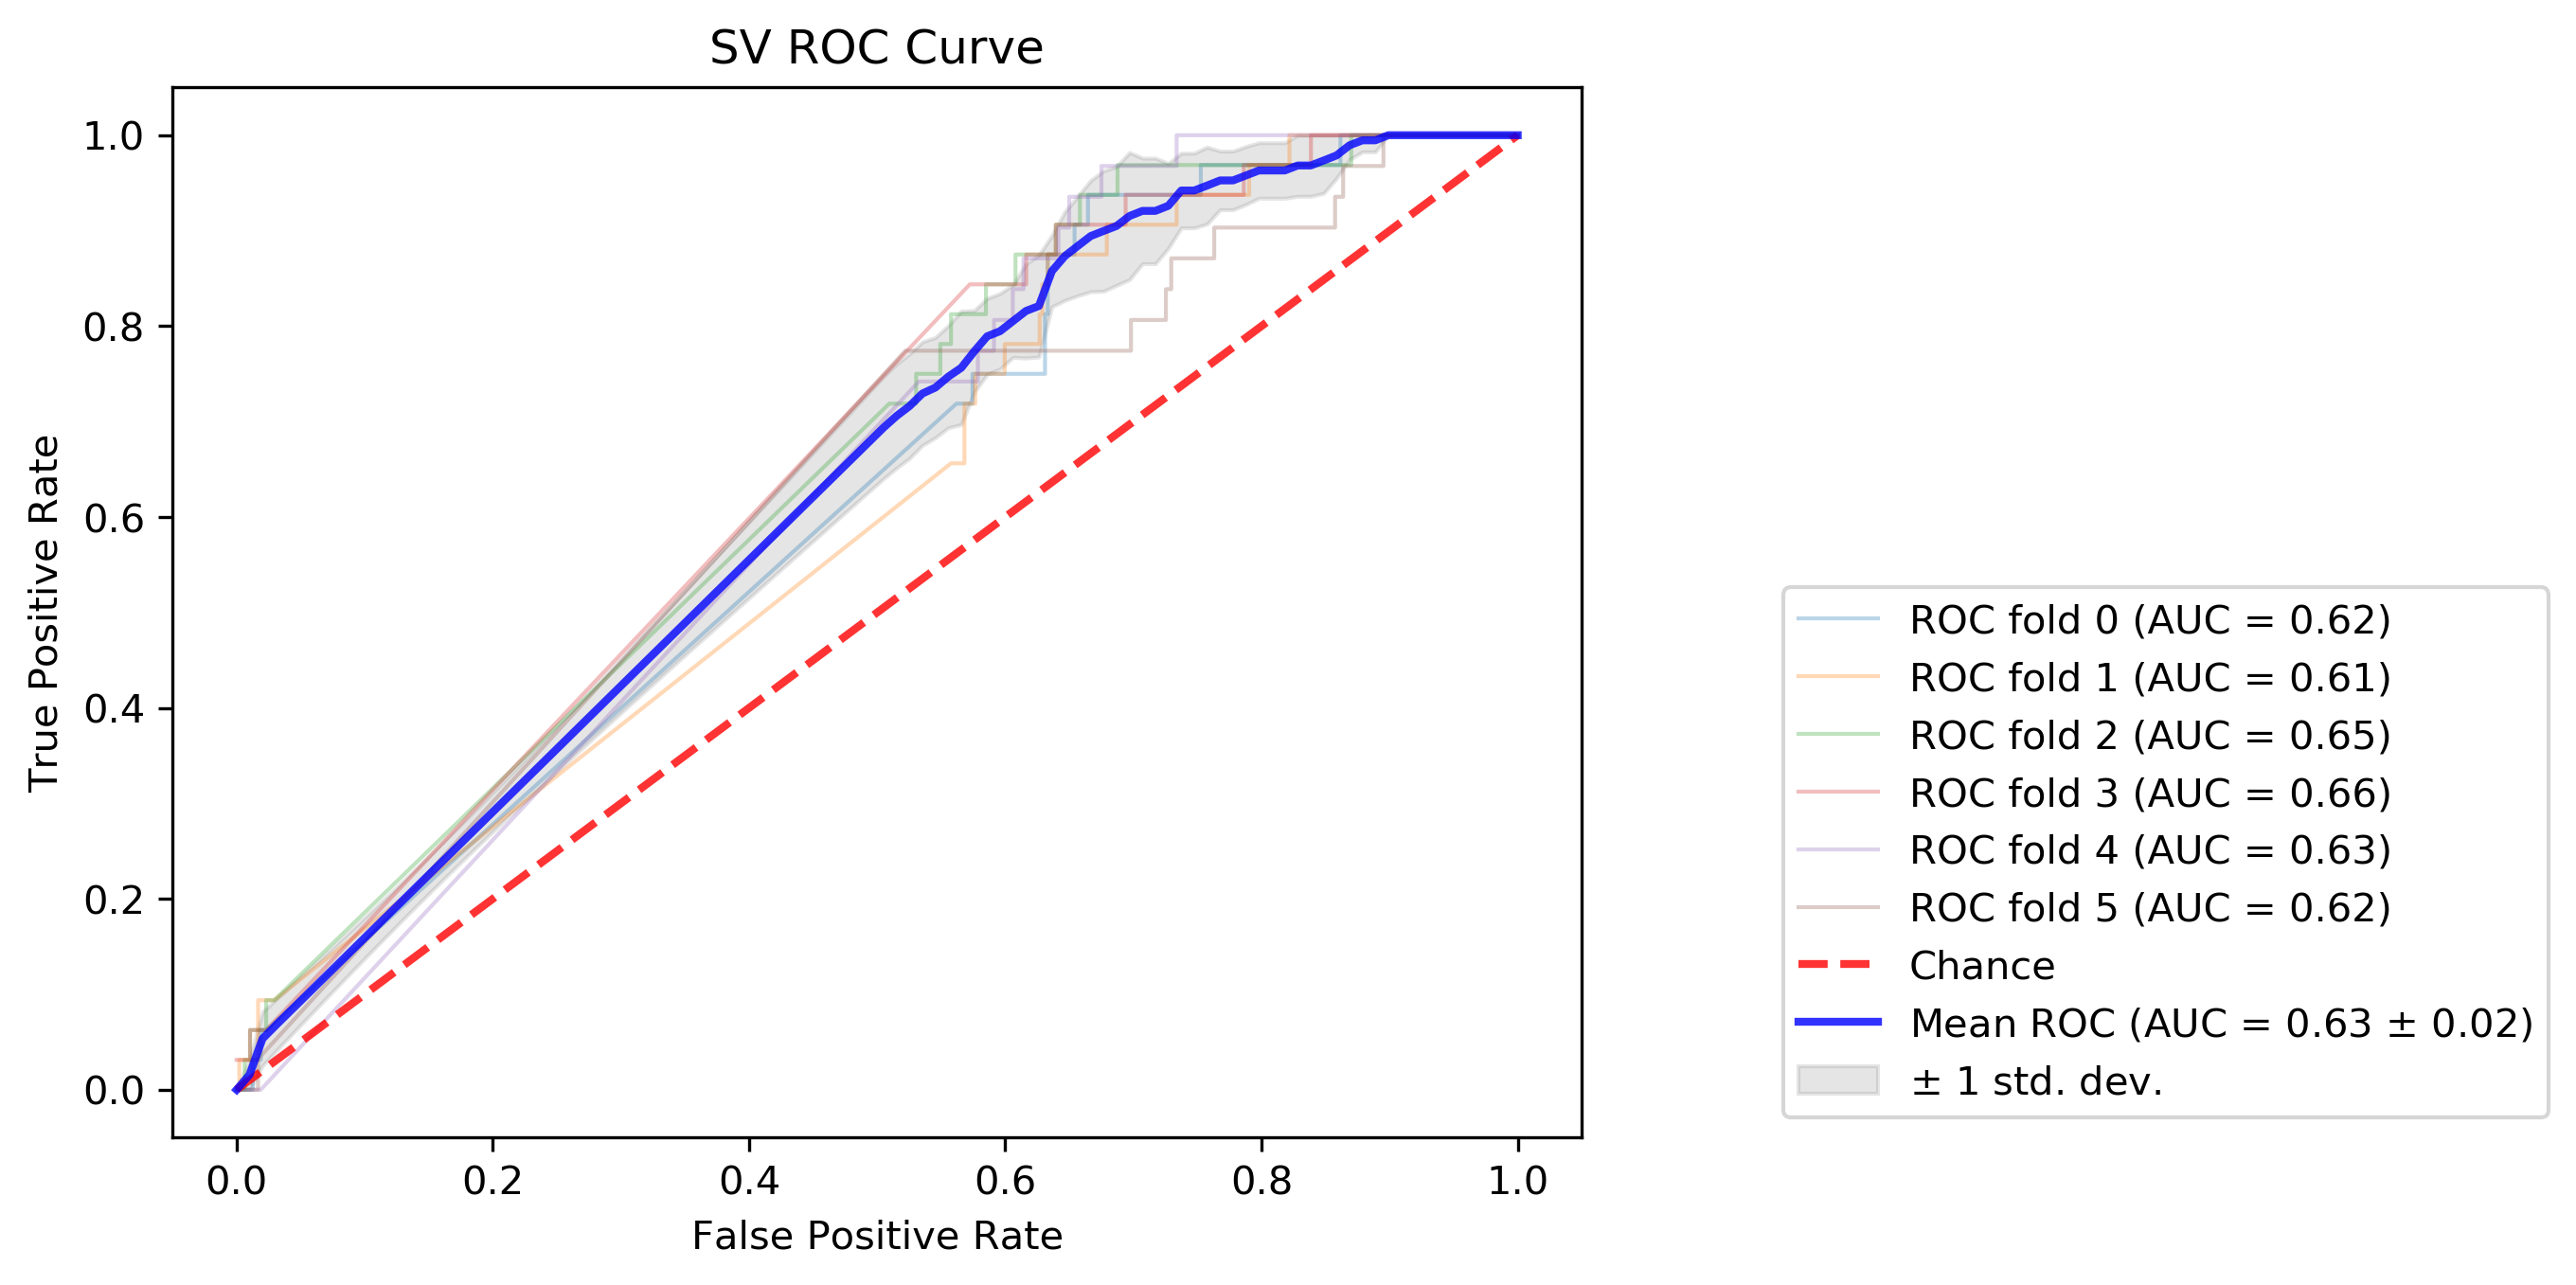 SV ROC Curve
True Positive Rate
1.0
0.8
0.6
0.4
0.2
0.0
0.0 0.2 0.4 0.6 0.8 1.0
False Positive Rate
ROC fold 0 (AUC = 0.62)
ROC fold 1 (AUC = 0.61)
ROC fold 2 (AUC = 0.65)
ROC fold 3 (AUC = 0.66)
ROC fold 4 (AUC = 0.63)
ROC fold 5 (AUC = 0.62)
Chance
Mean ROC (AUC = 0.63 ± 0.02)
± 1 std. dev.